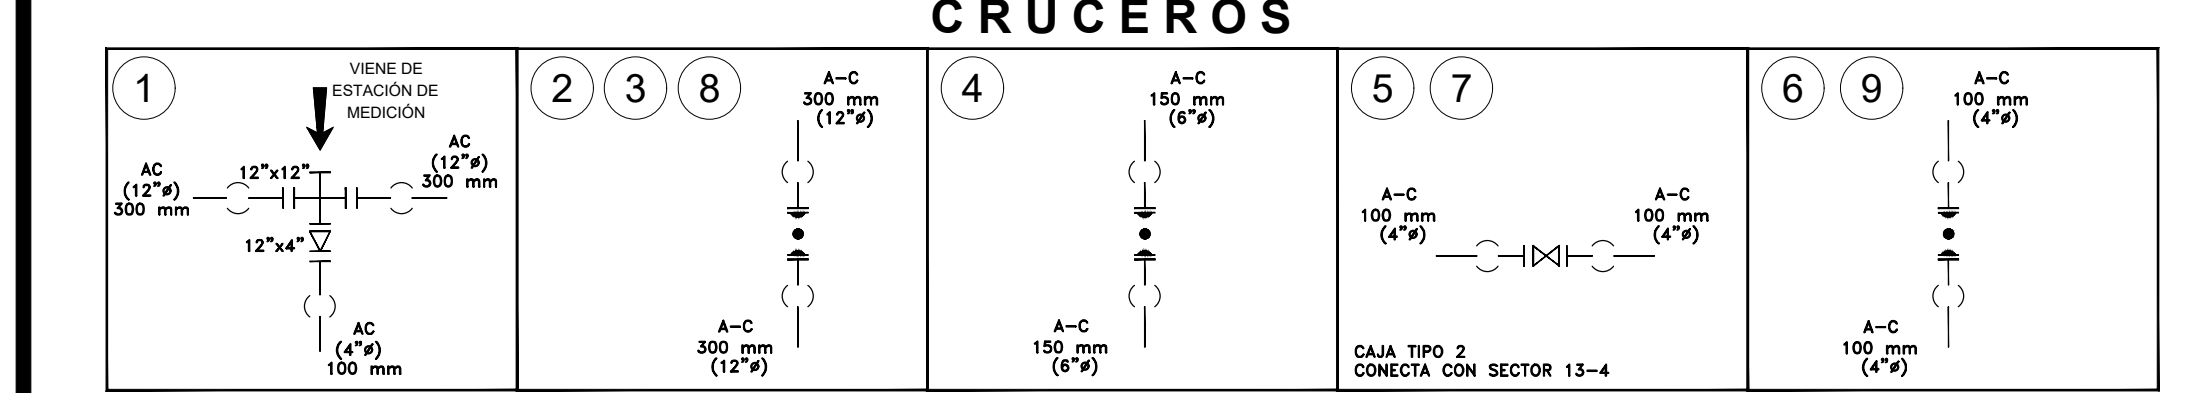 CRUCEROS
1
VIENE DE
ESTACIÓN DE
MEDICIÓN
AC
(12"ø)
300 mm
12"x12"
AC
(12"ø)
300 mm
12"x4"
AC
(4"ø)
100 mm
2 3 8
A-C
300 mm
(12"ø)
A-C
300 mm
(12"ø)
4
A-C
150 mm
(6"ø)
A-C
150 mm
(6"ø)
5 7
A-C
100 mm
(4"ø)
A-C
100 mm
(4"ø)
CAJA TIPO 2
CONECTA CON SECTOR 13-4
6 9
A-C
100 mm
(4"ø)
A-C
100 mm
(4"ø)